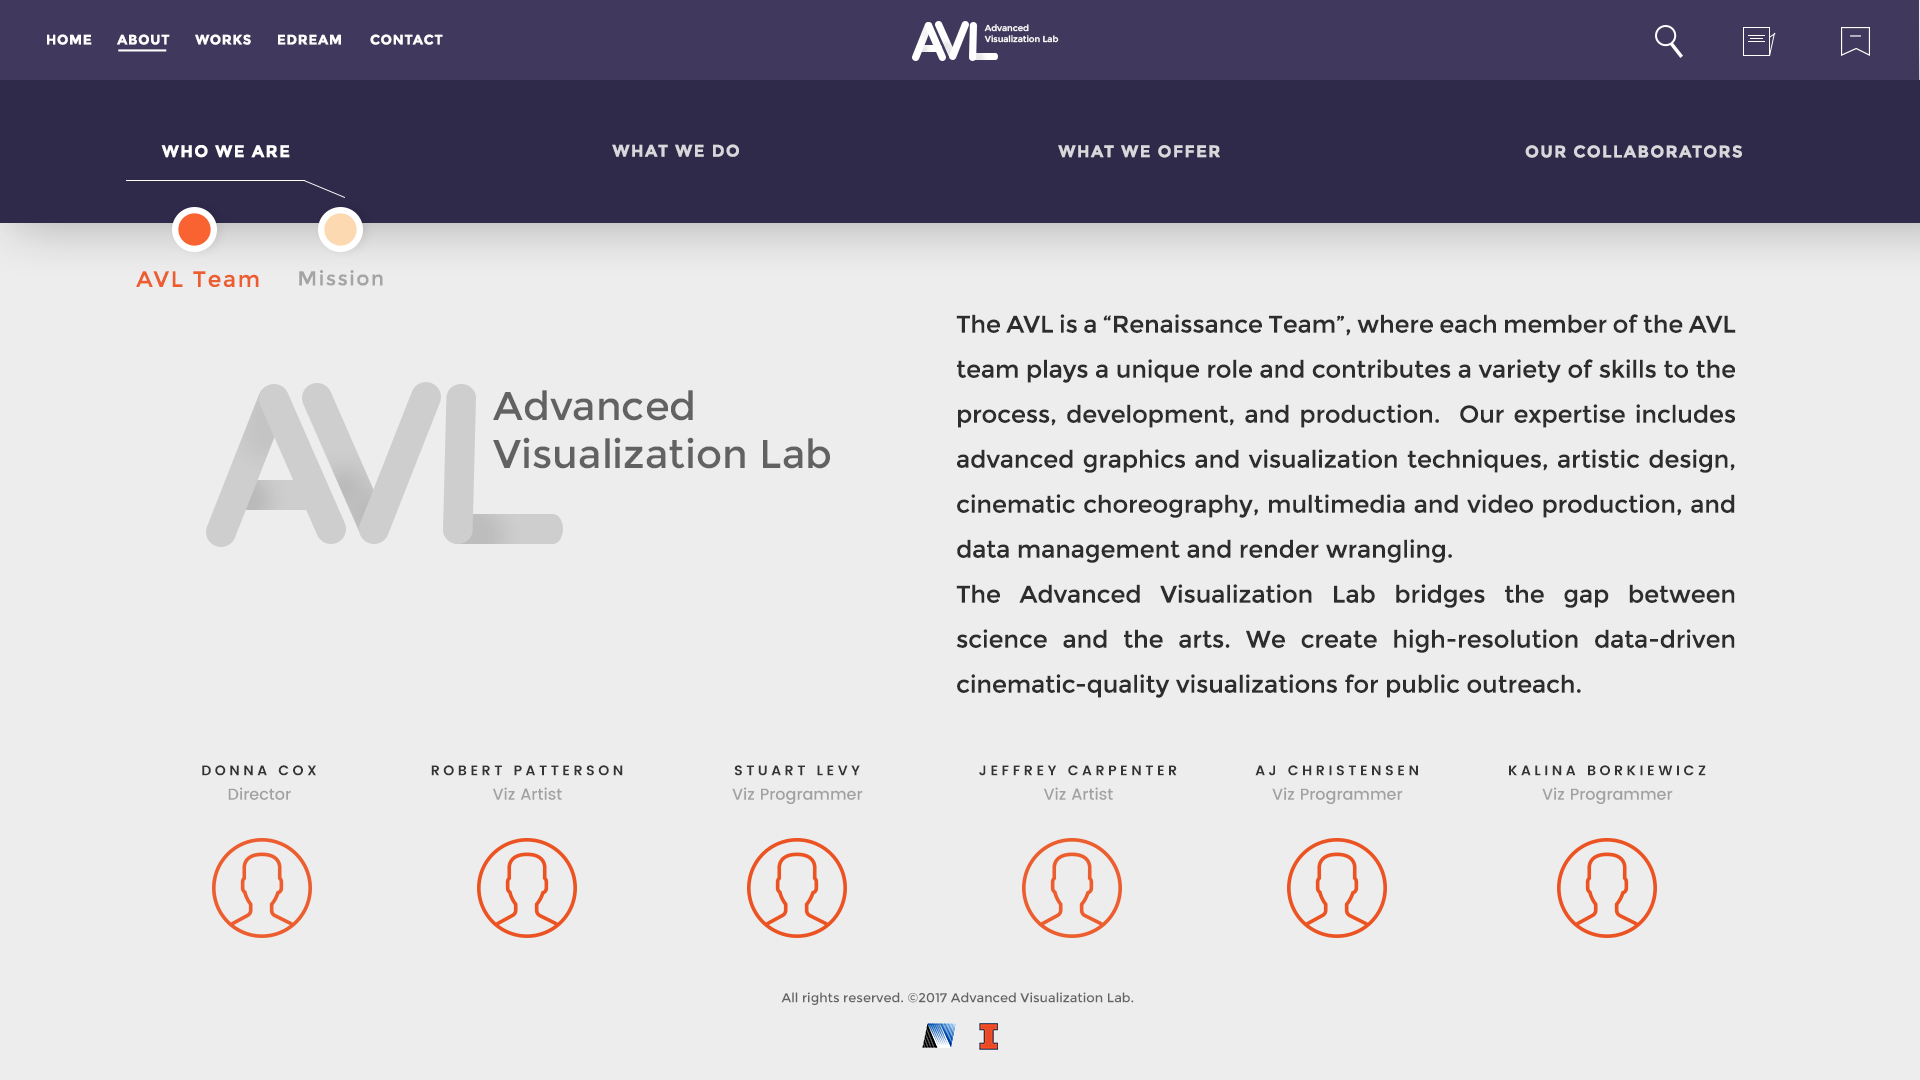 HOME ABOUT WORKS EDREAM CONTACT
AVL Advanced
Visualization Lab
WHO WE ARE WHAT WE DO WHAT WE OFFER OUR COLLABORATORS
AVL Team Mission
AVL Advanced
Visualization Lab
The AVL is a “Renaissance Team”, where each member of the AVL
team plays a unique role and contributes a variety of skills to the
process, development, and production. Our expertise includes
advanced graphics and visualization techniques, artistic design,
cinematic choreography, multimedia and video production, and
data management and render wrangling.
The Advanced Visualization Lab bridges the gap between
science and the arts. We create high-resolution data-driven
cinematic-quality visualizations for public outreach.
DONNA COX
Director
ROBERT PATTERSON
Viz Artist
STUART LEVY
Viz Programmer
JEFFREY CARPENTER
Viz Artist
AJ CHRISTENSEN
Viz Programmer
KALINA BORKIEWICZ
Viz Programmer
All rights reserved. ©2017 Advanced Visualization Lab.
I